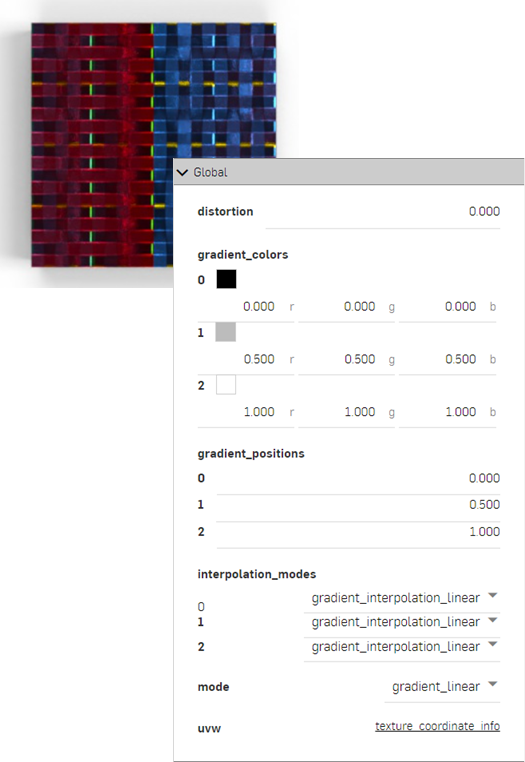 Global
distortion 0.000
gradient_colors
0
0.000 r 0.000 g 0.000 b
1
0.500 r 0.500 g 0.500 b
2
1.000 r 1.000 g 1.000 b
gradient_positions
0 0.000
1 0.500
2 1.000
interpolation_modes
0 gradient_interpolation_linear
1 gradient_interpolation_linear
2 gradient_interpolation_linear
mode gradient_linear
uvw texture_coordinate_info